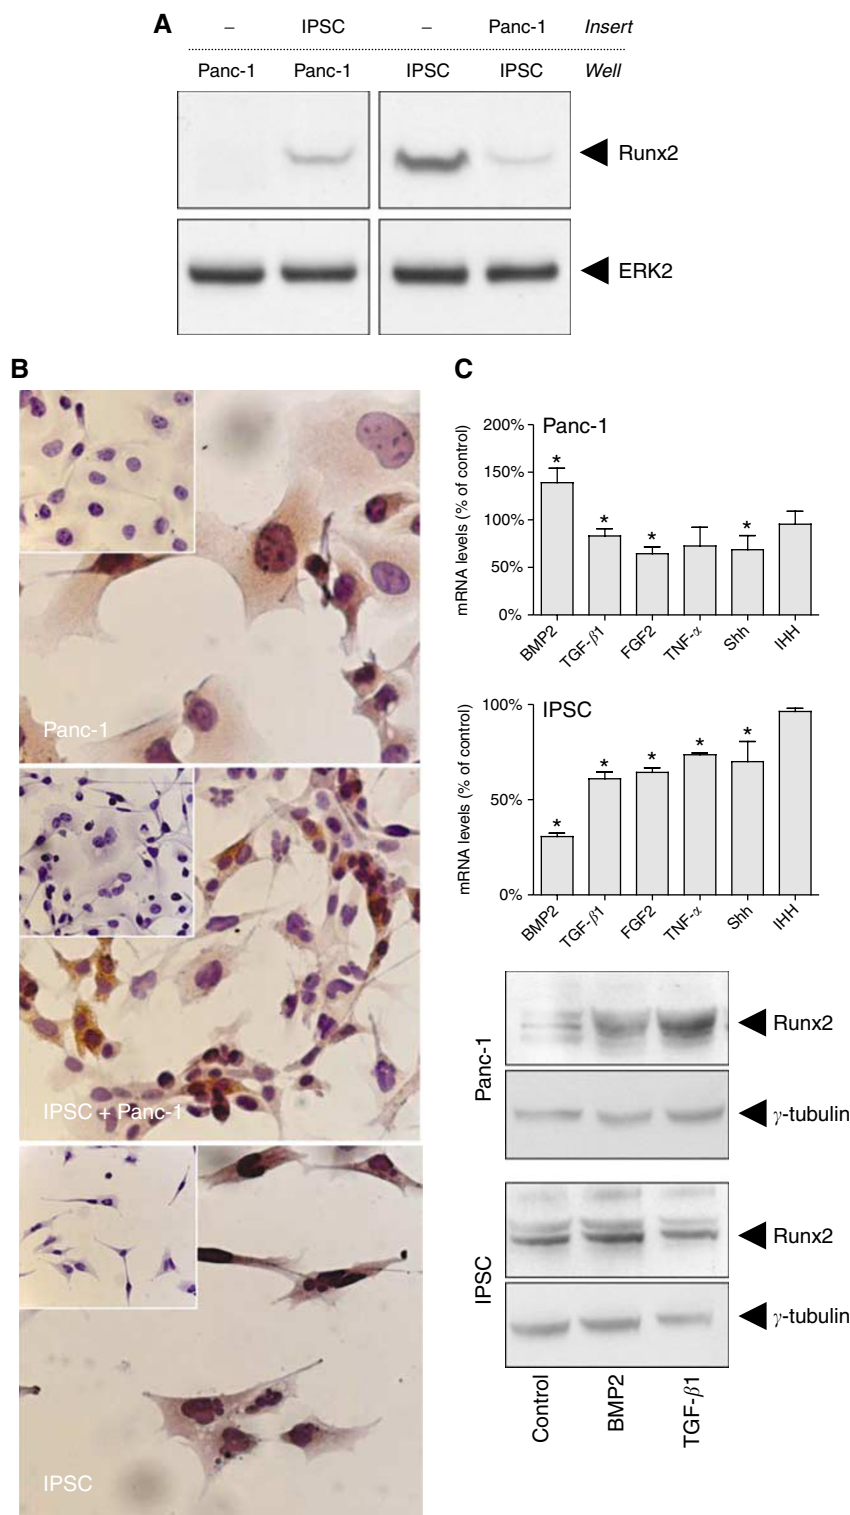 A
– IPSC – Panc-1 Insert
Panc-1 Panc-1 IPSC IPSC Well
Runx2
ERK2
B
Panc-1
IPSC + Panc-1
IPSC
C
Panc-1
mRNA levels (% of control)
200%
150%
100%
50%
0%
* * * *
BMP2 TGF-β1 FGF2 TNF-α Shh IHH
IPSC
mRNA levels (% of control)
100%
50%
0%
* * * * *
BMP2 TGF-β1 FGF2 TNF-α Shh IHH
Panc-1
Runx2
γ-tubulin
IPSC
Runx2
γ-tubulin
Control BMP2 TGF-β1